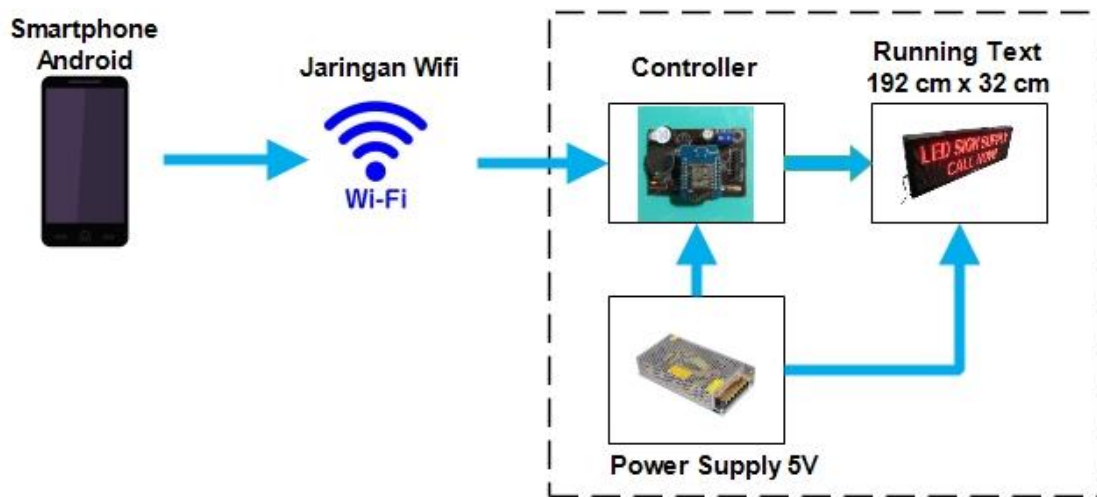 Smartphone
Android
Jaringan Wifi
Wi-Fi
Controller
Running Text
192 cm x 32 cm
LED SIGN SUPPLY
CALL NOW!
Power Supply 5V